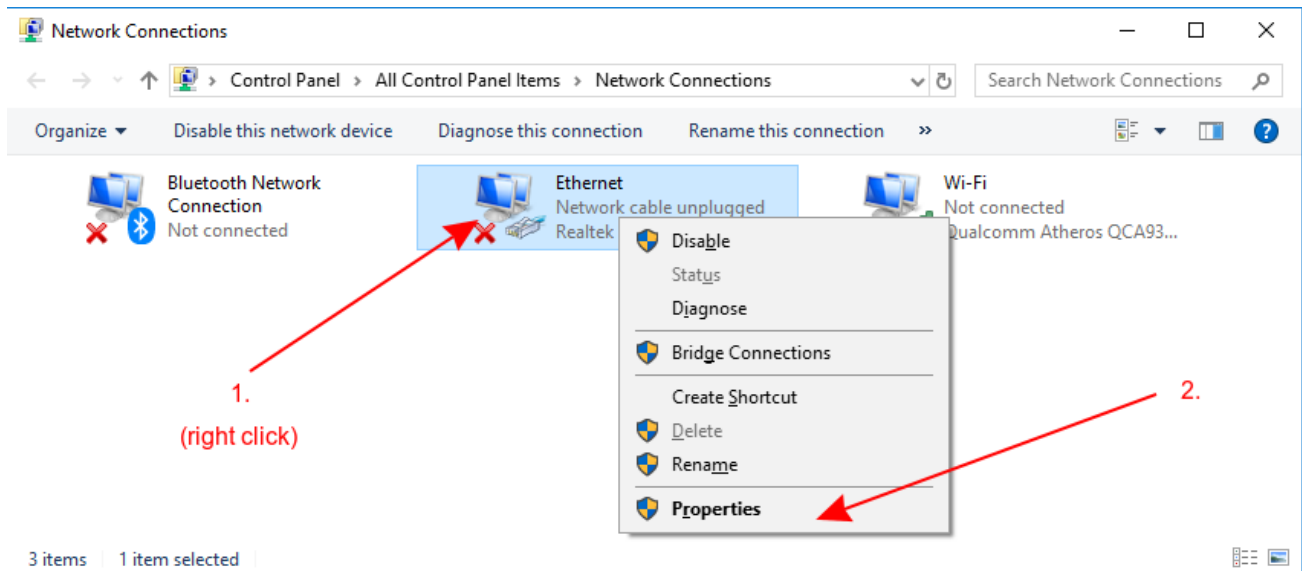 Network Connections
Control Panel > All Control Panel Items > Network Connections
Search Network Connections
Organize
Disable this network device
Diagnose this connection
Rename this connection
»
?
Bluetooth Network
Connection
Not connected
Ethernet
Network cable unplugged
Realtek
Wi-Fi
Not connected
Qualcomm Atheros QCA93...
Disable
Status
Diagnose
Bridge Connections
Create Shortcut
Delete
Rename
Properties
1.
(right click)
2.
3 items
1 item selected